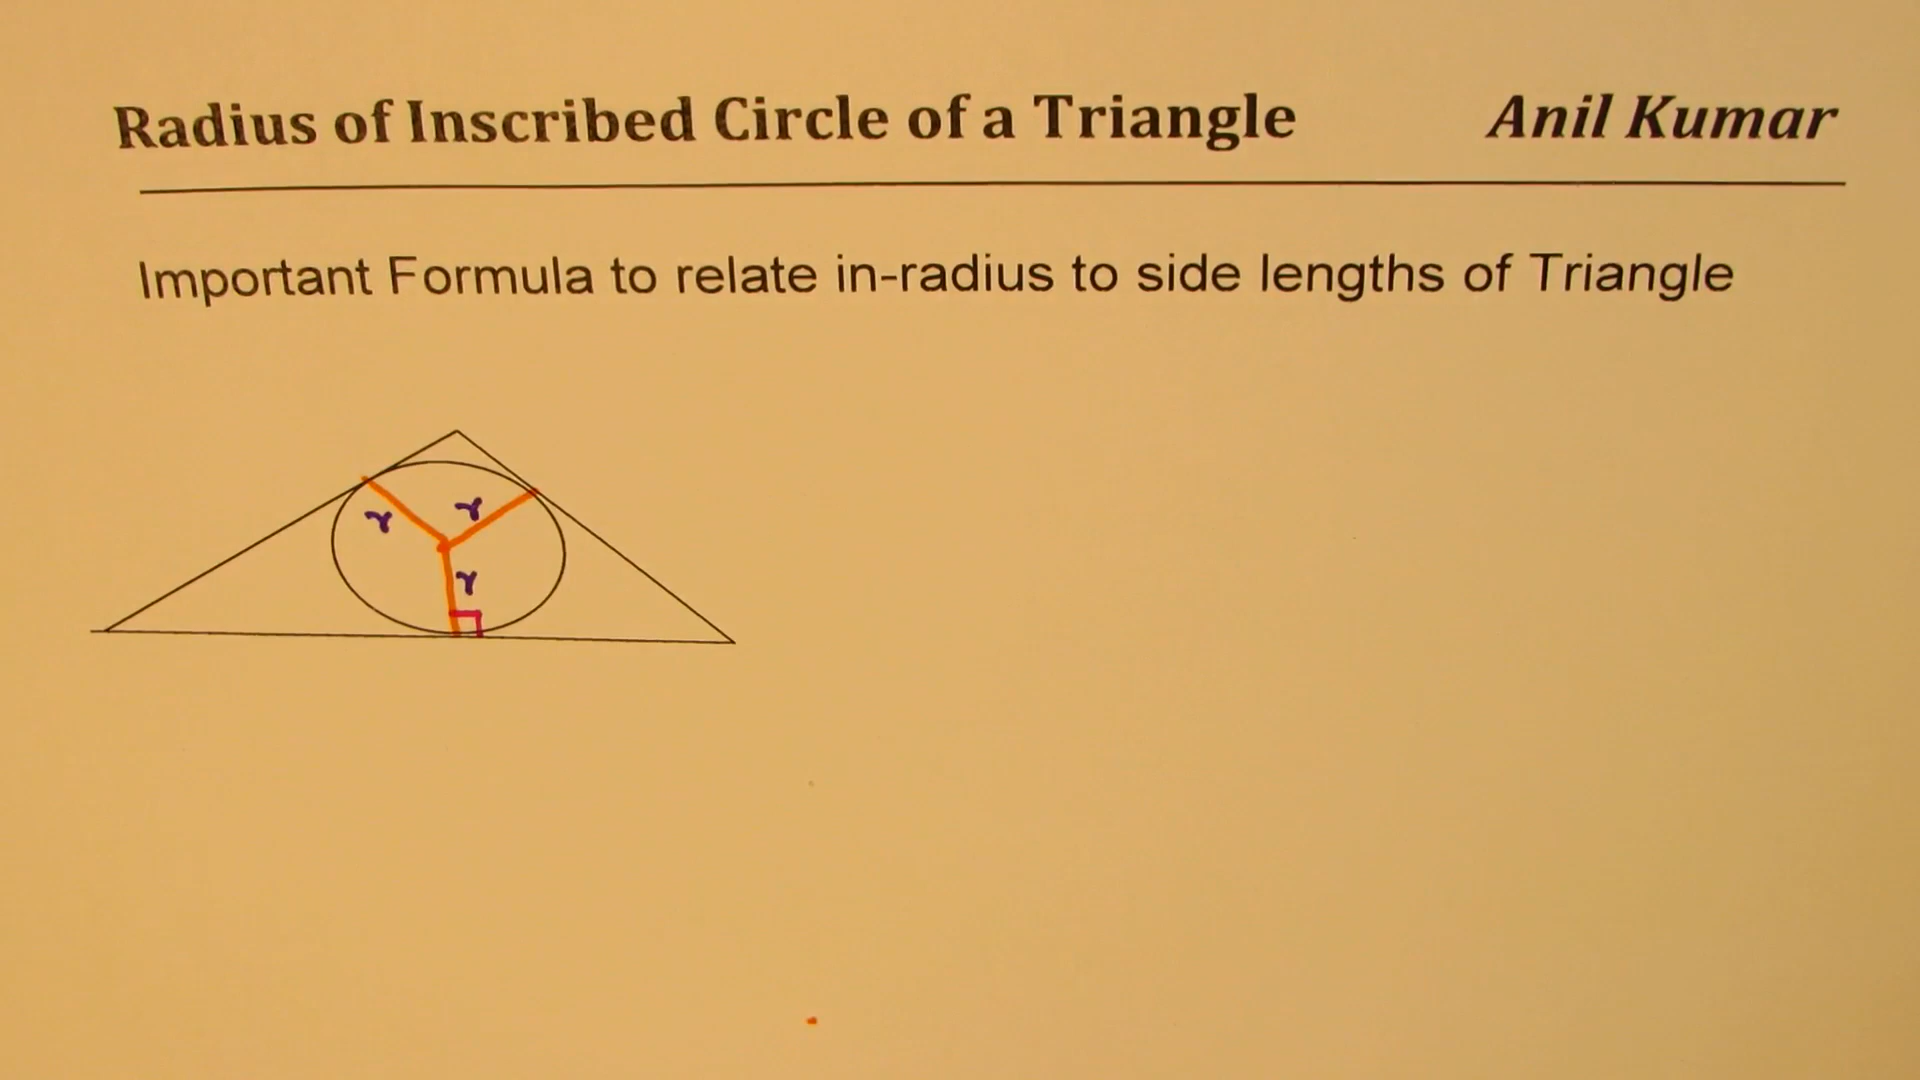 Radius of Inscribed Circle of a Triangle Anil Kumar
Important Formula to relate in-radius to side lengths of Triangle
r r
r